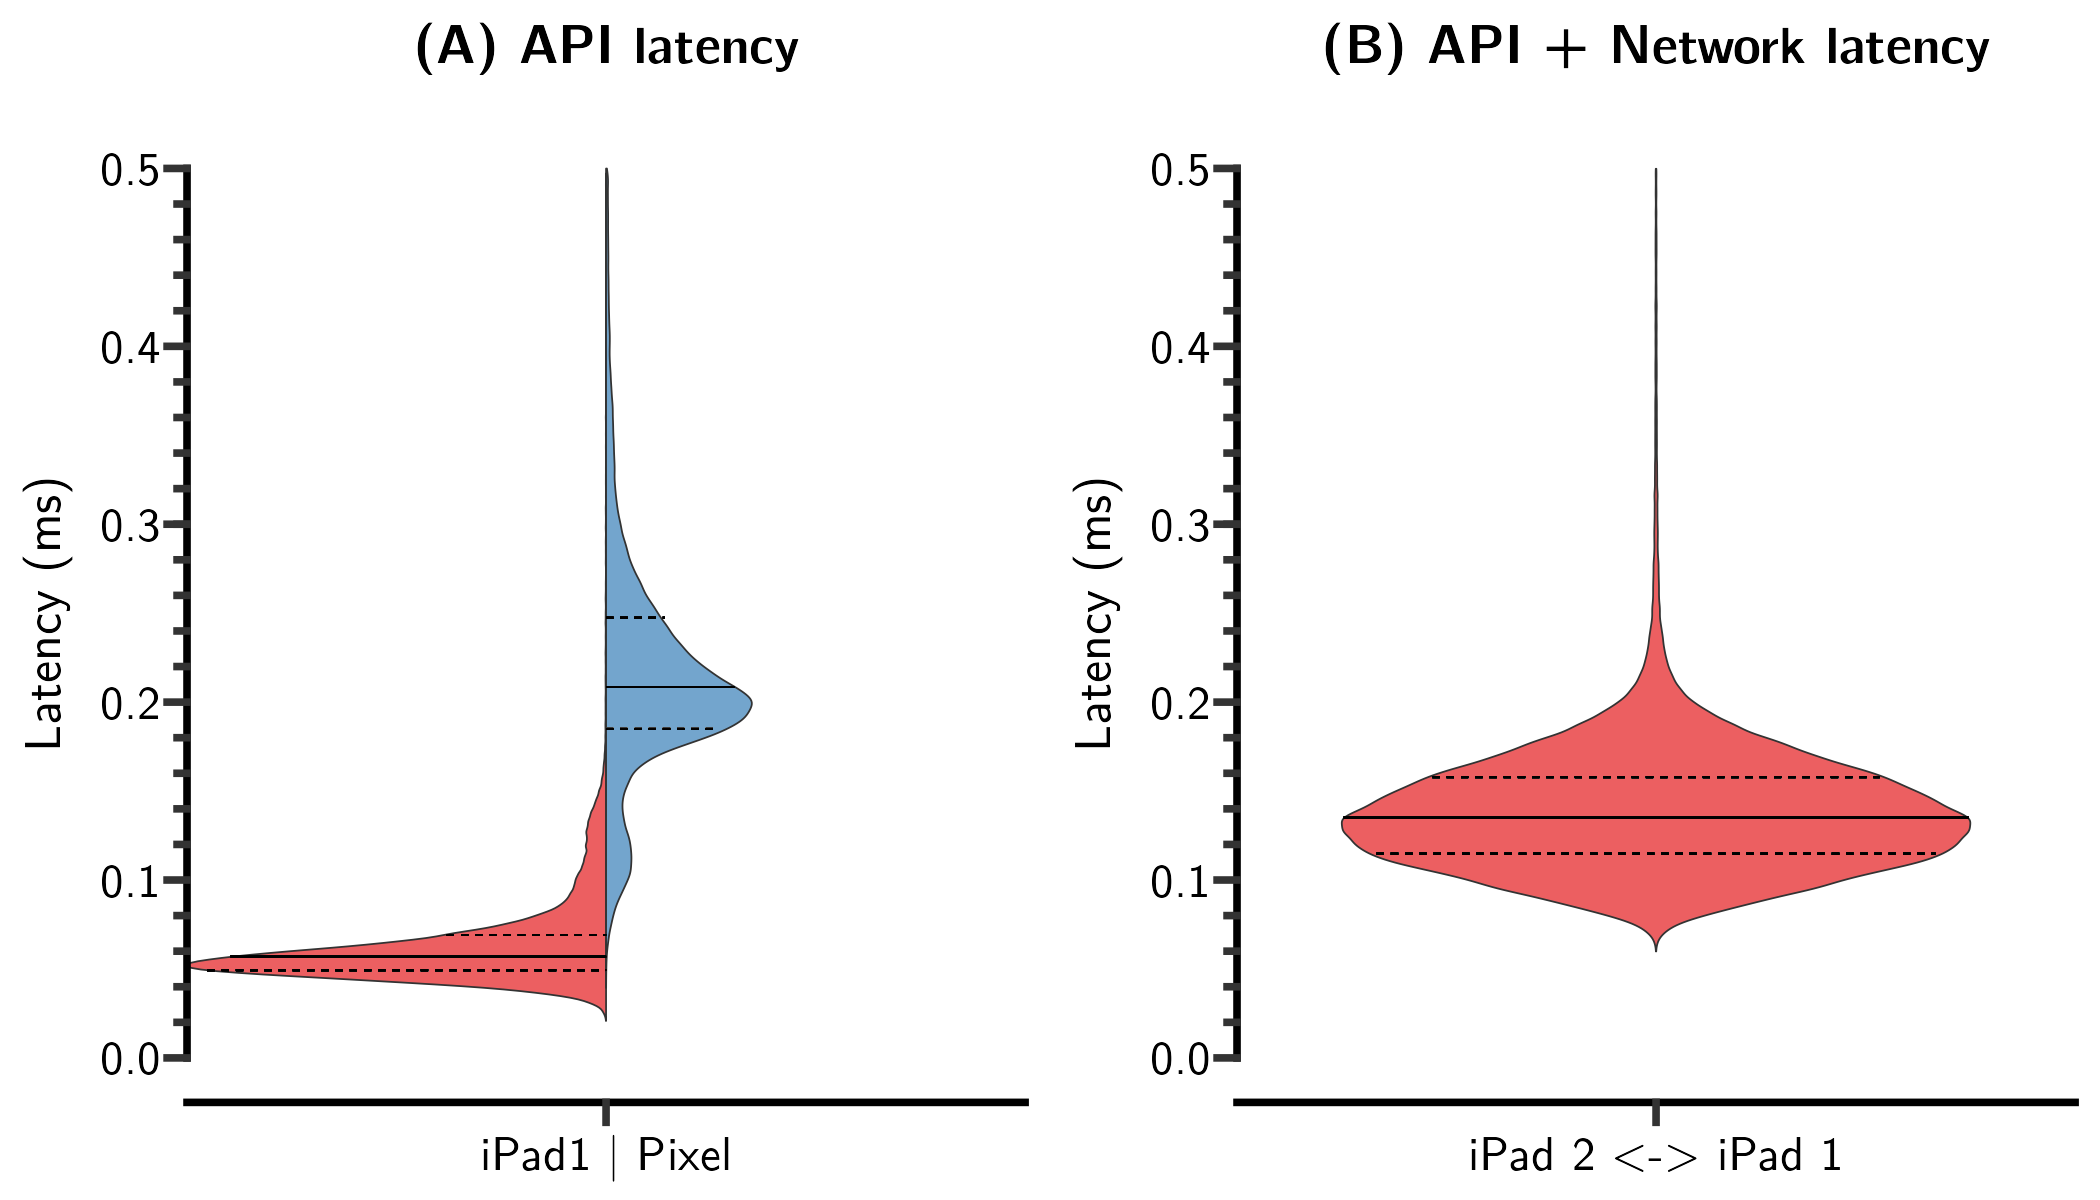 (A) API latency
0.5
0.4
0.3
0.2
0.1
0.0
Latency (ms)
iPad1 | Pixel
(B) API + Network latency
0.5
0.4
0.3
0.2
0.1
0.0
Latency (ms)
iPad 2 <-> iPad 1